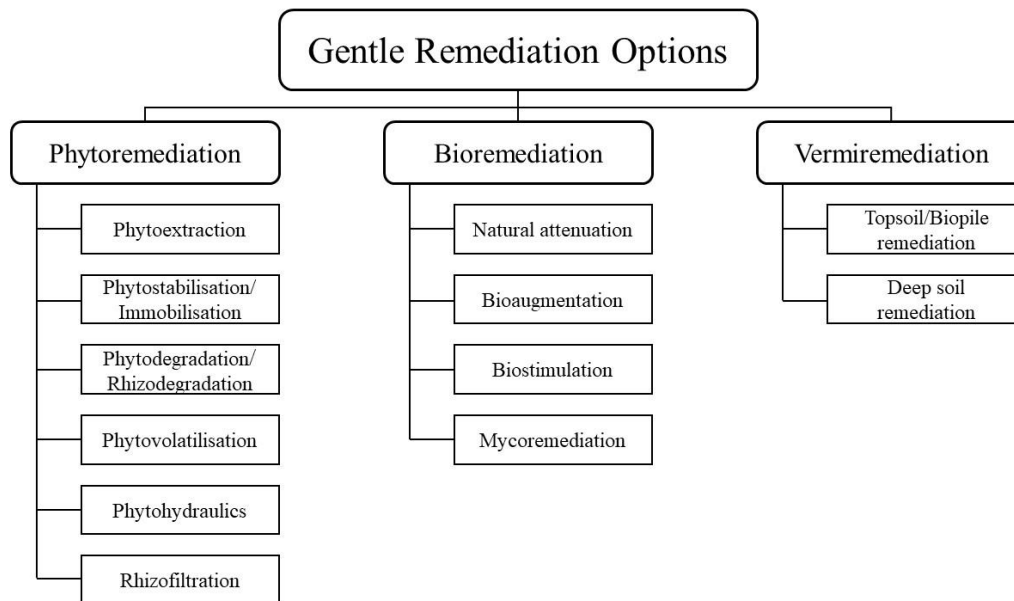 Gentle Remediation Options
Phytoremediation
Phytoextraction
Phytostabilisation/
Immobilisation
Phytodegradation/
Rhizodegradation
Phytovolatilisation
Phytohydraulics
Rhizofiltration
Bioremediation
Natural attenuation
Bioaugmentation
Biostimulation
Mycoremediation
Vermiremediation
Topsoil/Biopile
remediation
Deep soil
remediation